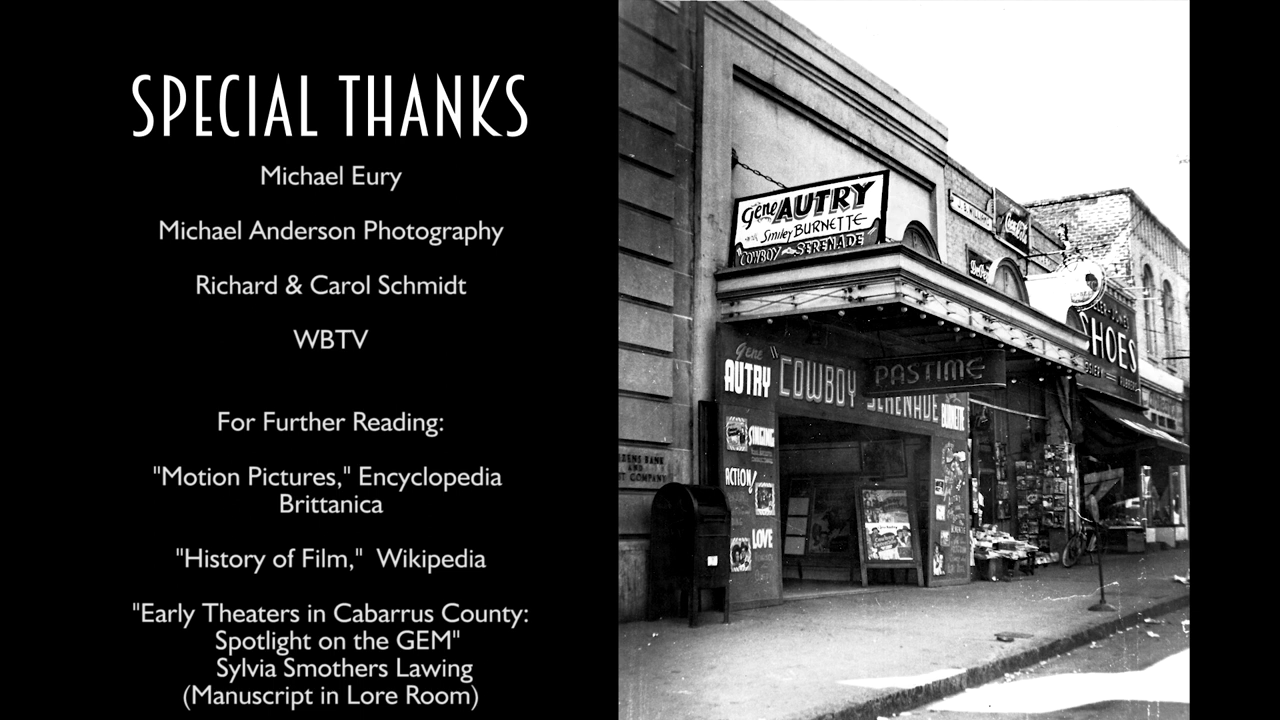 SPECIAL THANKS
Michael Eury
Michael Anderson Photography
Richard & Carol Schmidt
WBTV
For Further Reading:
"Motion Pictures," Encyclopedia
Brittanica
"History of Film," Wikipedia
"Early Theaters in Cabarrus County:
Spotlight on the GEM"
Sylvia Smothers Lawing
(Manuscript in Lore Room)
Gene AUTRY
Smiley BURNETTE
"COWBOY SERENADE"
Coca-Cola
SHOES
PASTIME
Gene
AUTRY
"COWBOY
SERENADE
BURNETTE
SINGING
ACTION!
LOVE